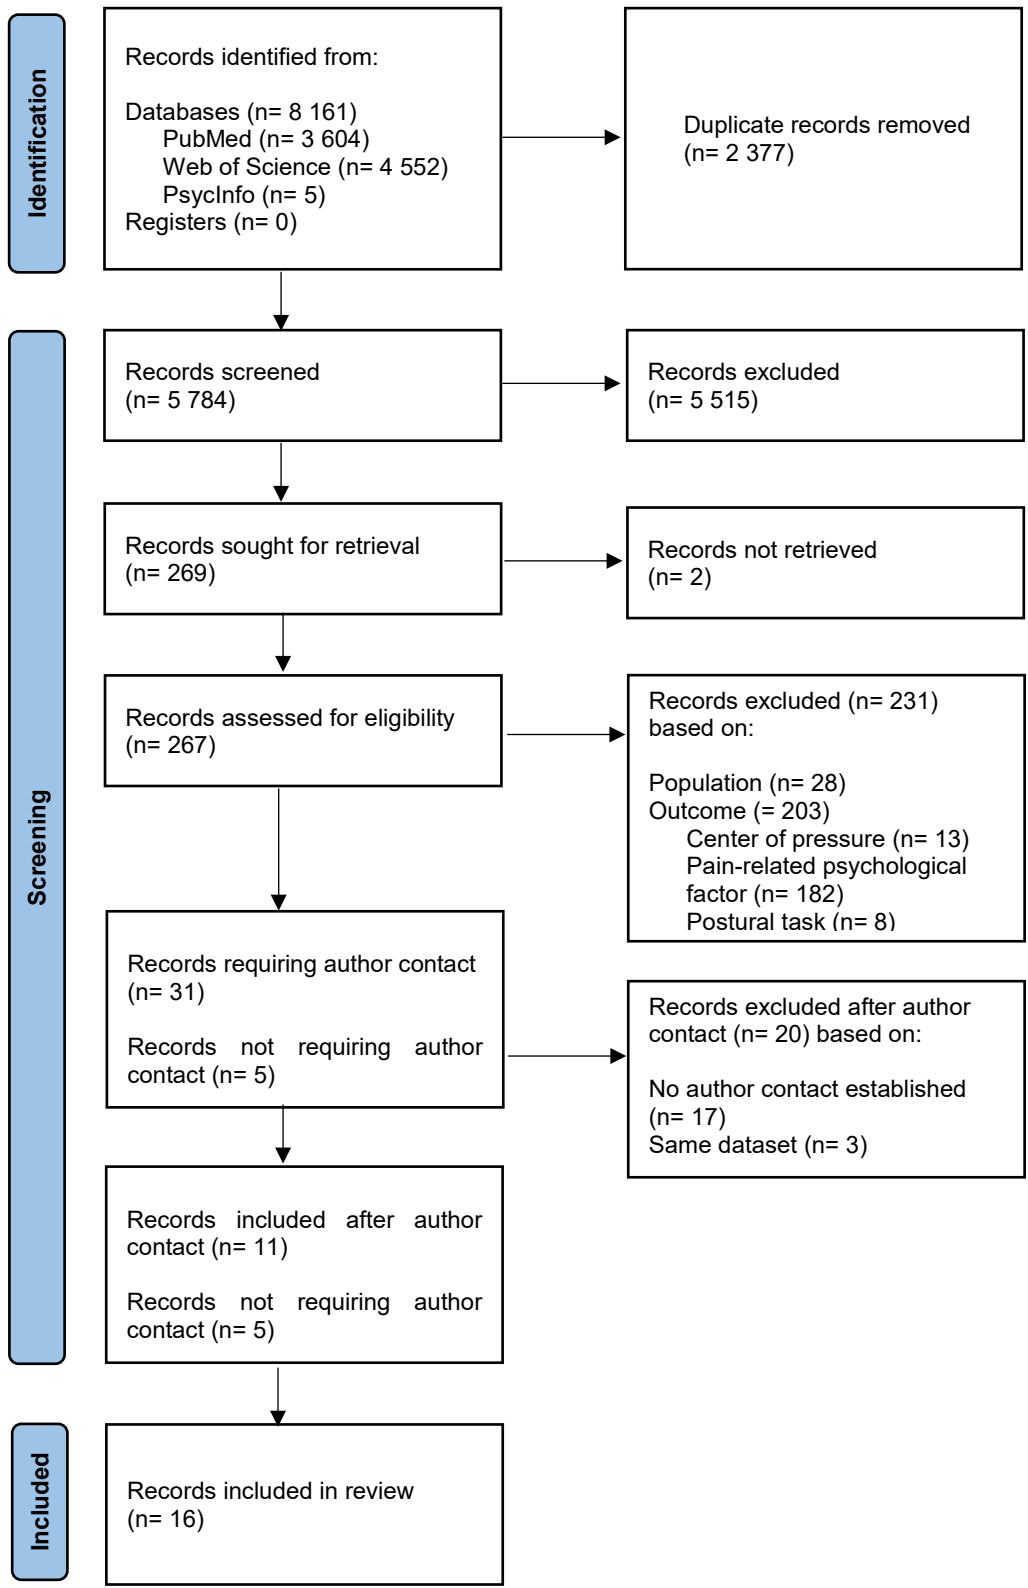 Identification
Records identified from:
Databases (n= 8 161)
PubMed (n= 3 604)
Web of Science (n= 4 552)
PsycInfo (n= 5)
Registers (n= 0)
Duplicate records removed
(n= 2 377)
Screening
Records screened
(n= 5 784)
Records excluded
(n= 5 515)
Records sought for retrieval
(n= 269)
Records not retrieved
(n= 2)
Records assessed for eligibility
(n= 267)
Records excluded (n= 231)
based on:
Population (n= 28)
Outcome (= 203)
Center of pressure (n= 13)
Pain-related psychological
factor (n= 182)
Postural task (n= 8)
Records requiring author contact
(n= 31)
Records not requiring author
contact (n= 5)
Records excluded after author
contact (n= 20) based on:
No author contact established
(n= 17)
Same dataset (n= 3)
Records included after author
contact (n= 11)
Records not requiring author
contact (n= 5)
Included
Records included in review
(n= 16)